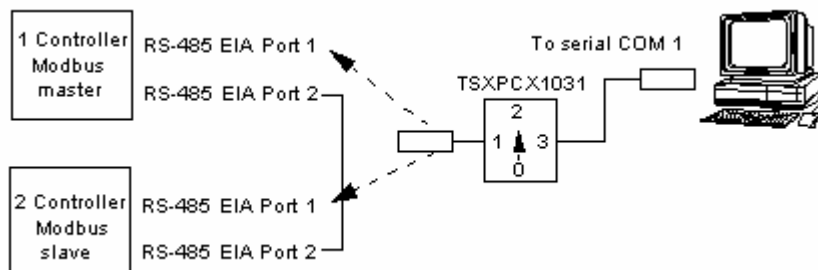 1 Controller
Modbus
master
RS-485 EIA Port 1
RS-485 EIA Port 2
To serial COM 1
TSXPCX1031
2
1 3
0
2 Controller
Modbus
slave
RS-485 EIA Port 1
RS-485 EIA Port 2